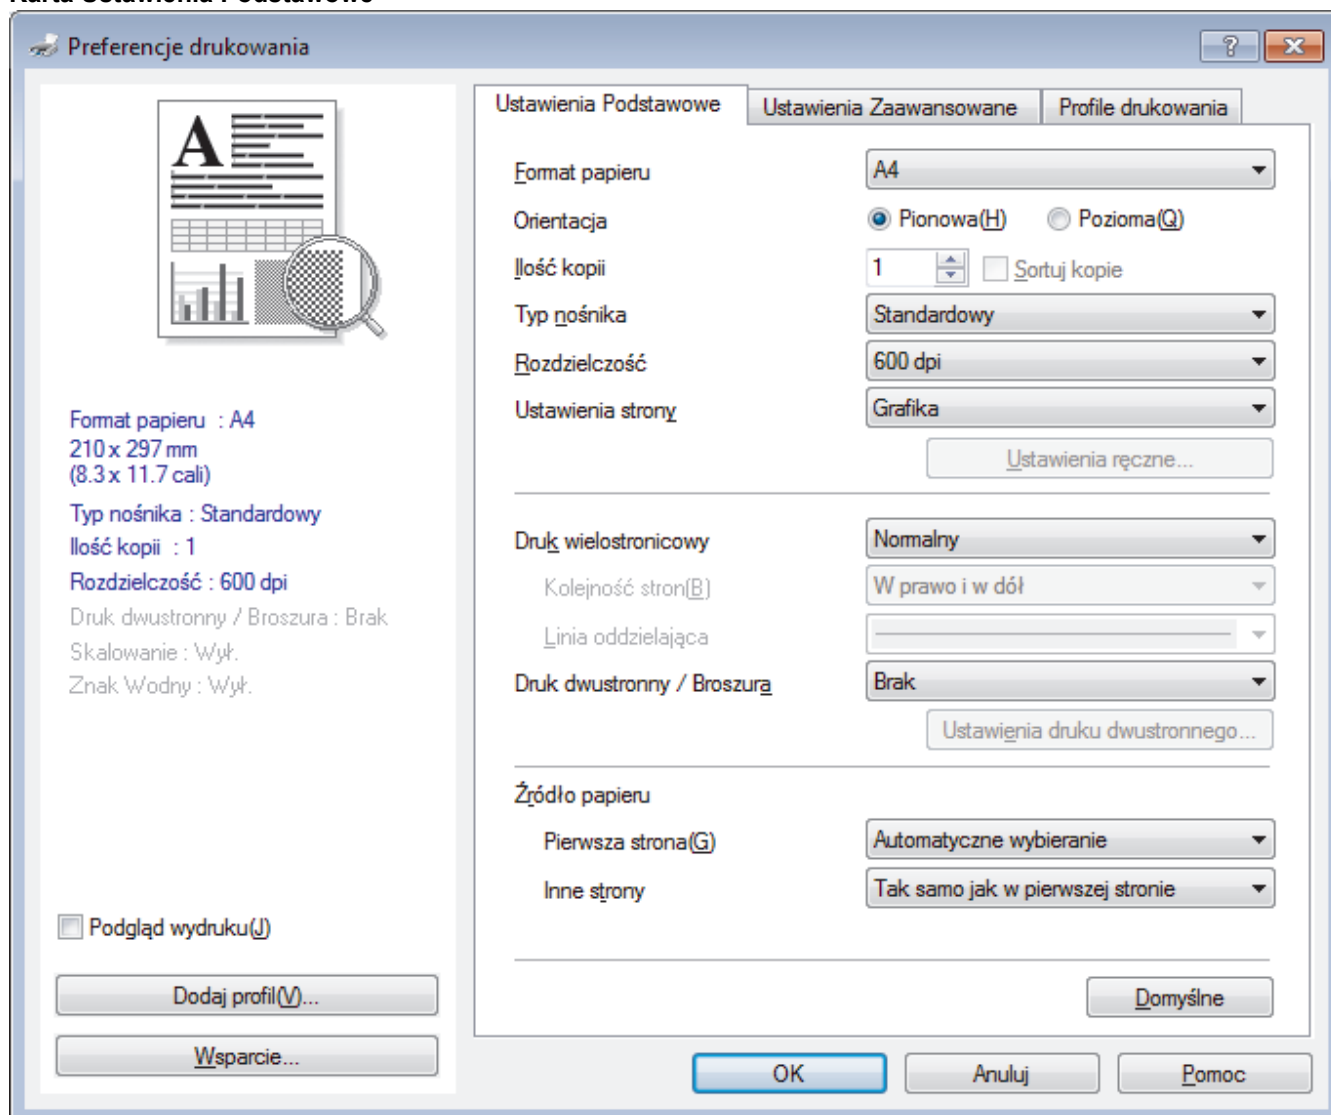 Karta Ustawienia Podstawowe
Preferencje drukowania
A
Format papieru : A4
210 x 297 mm
(8.3 x 11.7 cali)
Typ nośnika : Standardowy
Ilość kopii : 1
Rozdzielczość : 600 dpi
Druk dwustronny / Broszura : Brak
Skalowanie : Wył.
Znak Wodny : Wył.
Podgląd wydruku(J)
Dodaj profil(V)...
Wsparcie...
Ustawienia Podstawowe Ustawienia Zaawansowane Profile drukowania
Format papieru A4
Orientacja Pionowa(H) Pozioma(Q)
Ilość kopii 1 Sortuj kopie
Typ nośnika Standardowy
Rozdzielczość 600 dpi
Ustawienia strony Grafika
Ustawienia ręczne...
Druk wielostronicowy Normalny
Kolejność stron(B) W prawo i w dół
Linia oddzielająca
Druk dwustronny / Broszura Brak
Ustawienia druku dwustronnego...
Źródło papieru
Pierwsza strona(G) Automatyczne wybieranie
Inne strony Tak samo jak w pierwszej stronie
Domyślne
OK Anuluj Pomoc